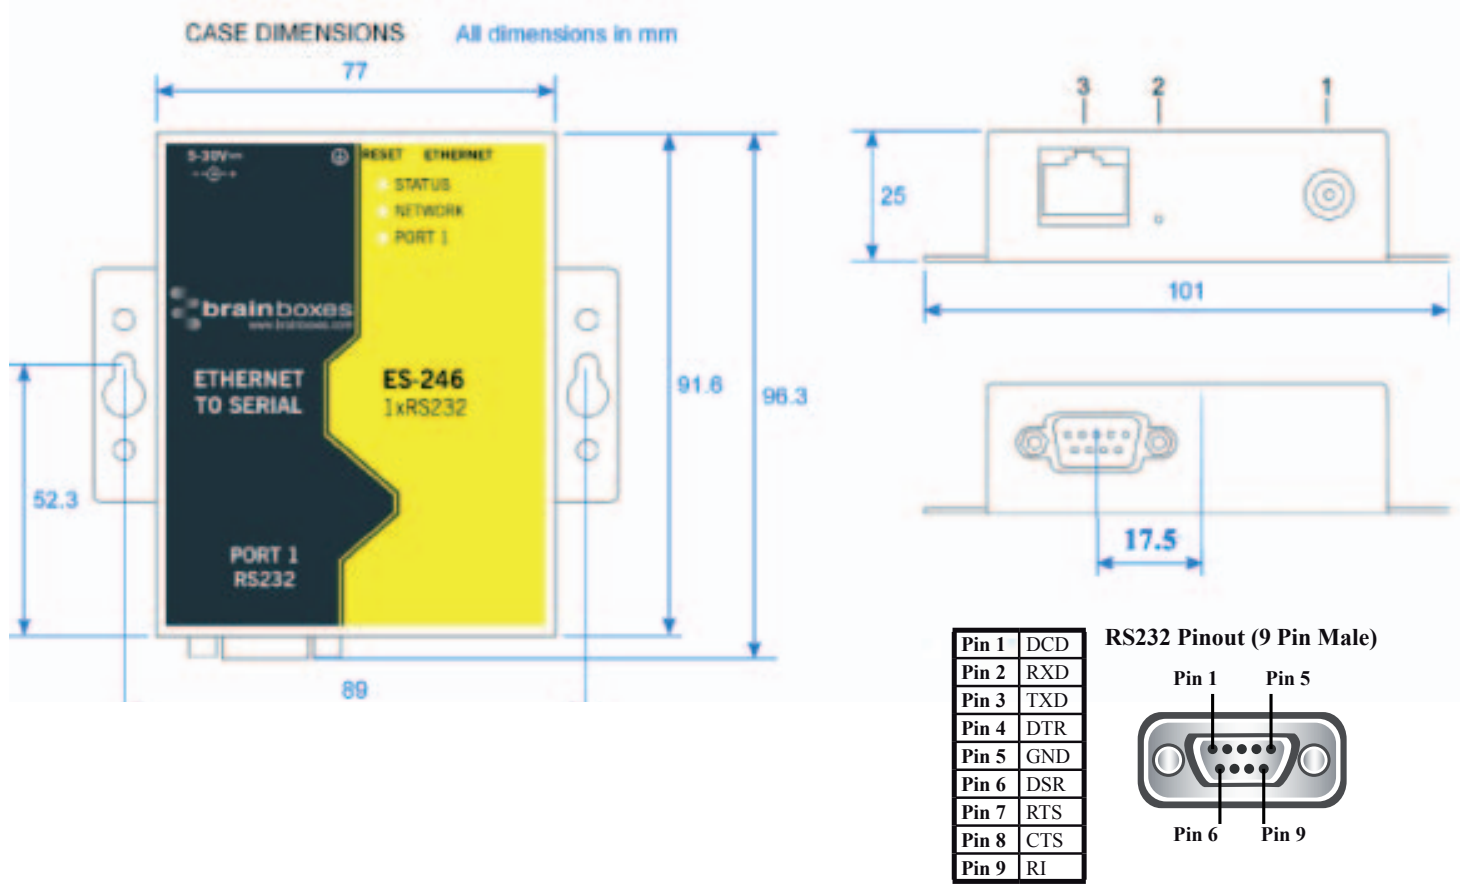 CASE DIMENSIONS All dimensions in mm
77
5-30V
RESET ETHERNET
STATUS
NETWORK
PORT 1
brainboxes
www.brainboxes.com
ETHERNET
TO SERIAL
ES-246
1xRS232
PORT 1
RS232
52.3
89
91.6
96.3
3 2 1
25
101
17.5
Pin 1 DCD
Pin 2 RXD
Pin 3 TXD
Pin 4 DTR
Pin 5 GND
Pin 6 DSR
Pin 7 RTS
Pin 8 CTS
Pin 9 RI
RS232 Pinout (9 Pin Male)
Pin 1 Pin 5
Pin 6 Pin 9